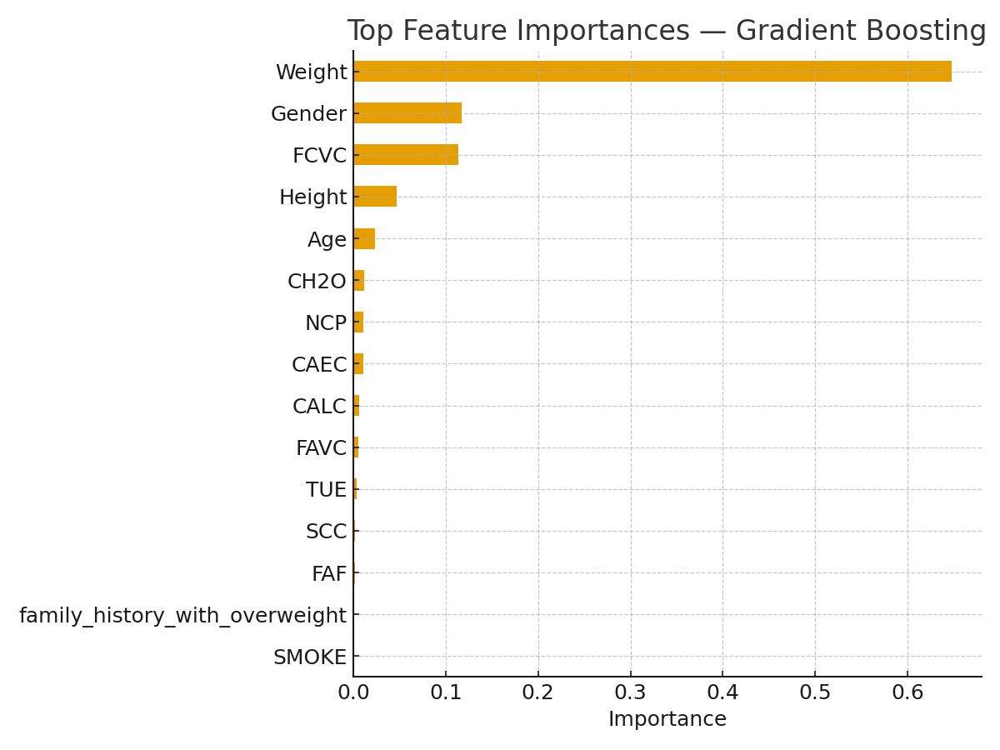 Top Feature Importances — Gradient Boosting
Weight
Gender
FCVC
Height
Age
CH2O
NCP
CAEC
CALC
FAVC
TUE
SCC
FAF
family_history_with_overweight
SMOKE
0.0 0.1 0.2 0.3 0.4 0.5 0.6
Importance